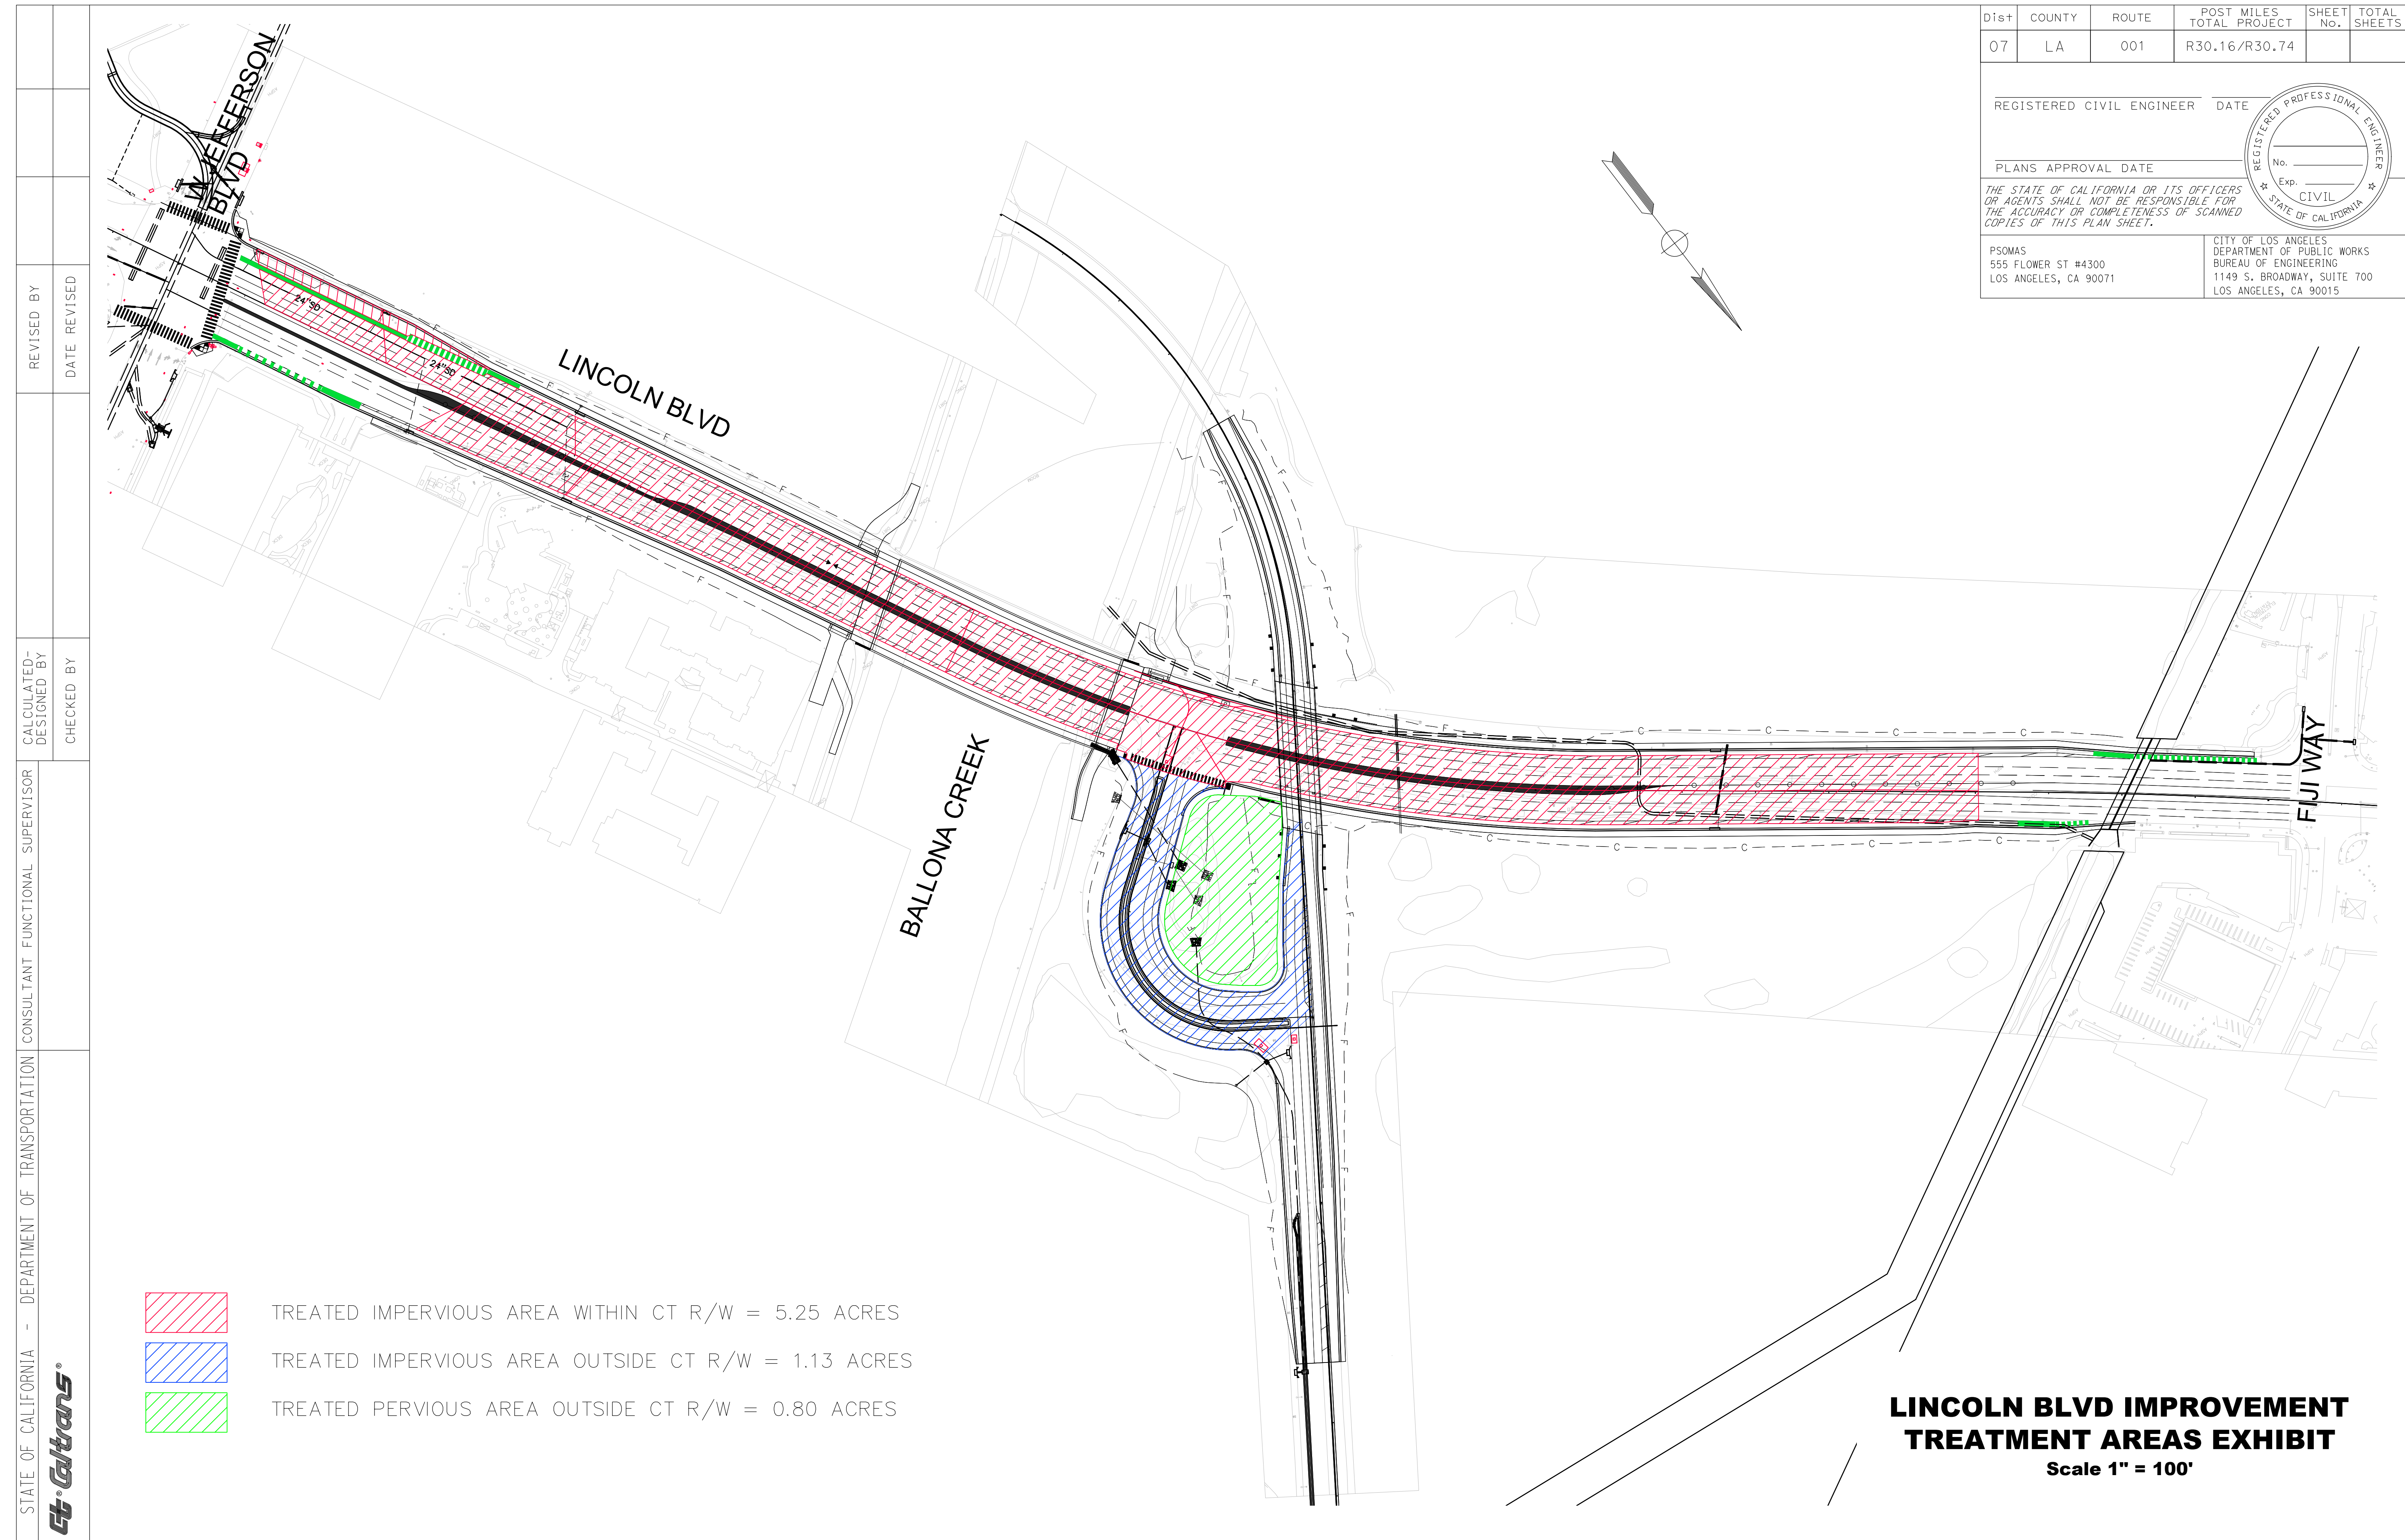 Dist COUNTY ROUTE POST MILES TOTAL PROJECT SHEET No. TOTAL SHEETS
07 LA 001 R30.16/R30.74
REGISTERED CIVIL ENGINEER DATE
PLANS APPROVAL DATE
REGISTERED PROFESSIONAL ENGINEER
No.
Exp.
CIVIL
STATE OF CALIFORNIA
THE STATE OF CALIFORNIA OR ITS OFFICERS
OR AGENTS SHALL NOT BE RESPONSIBLE FOR
THE ACCURACY OR COMPLETENESS OF SCANNED
COPIES OF THIS PLAN SHEET.
PSOMAS
555 FLOWER ST #4300
LOS ANGELES, CA 90071
CITY OF LOS ANGELES
DEPARTMENT OF PUBLIC WORKS
BUREAU OF ENGINEERING
1149 S. BROADWAY, SUITE 700
LOS ANGELES, CA 90015
REVISED BY
DATE REVISED
CALCULATED-
DESIGNED BY
CHECKED BY
CONSULTANT FUNCTIONAL SUPERVISOR
STATE OF CALIFORNIA - DEPARTMENT OF TRANSPORTATION
Caltrans
W JEFFERSON
BLVD
24"SD
24"SD
LINCOLN BLVD
BALLONA CREEK
FIJI WAY
TREATED IMPERVIOUS AREA WITHIN CT R/W = 5.25 ACRES
TREATED IMPERVIOUS AREA OUTSIDE CT R/W = 1.13 ACRES
TREATED PERVIOUS AREA OUTSIDE CT R/W = 0.80 ACRES
LINCOLN BLVD IMPROVEMENT
TREATMENT AREAS EXHIBIT
Scale 1" = 100'